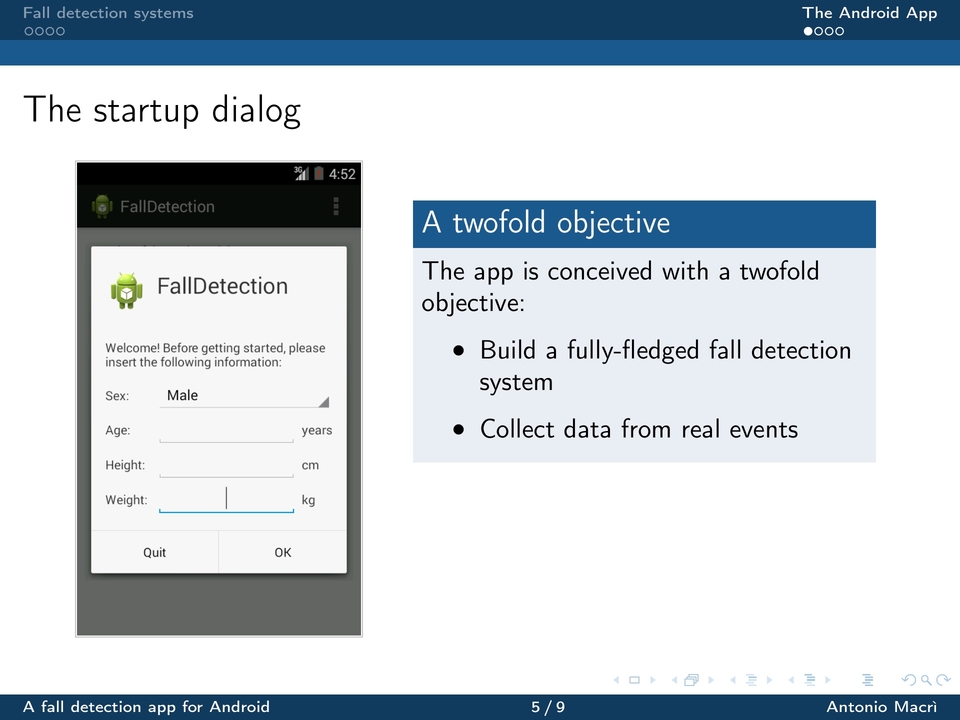 Fall detection systems
The Android App
The startup dialog
3G 4:52
FallDetection
FallDetection
Welcome! Before getting started, please
insert the following information:
Sex: Male
Age: years
Height: cm
Weight: kg
Quit OK
A twofold objective
The app is conceived with a twofold
objective:
• Build a fully-fledged fall detection
system
• Collect data from real events
A fall detection app for Android
5 / 9
Antonio Macrì